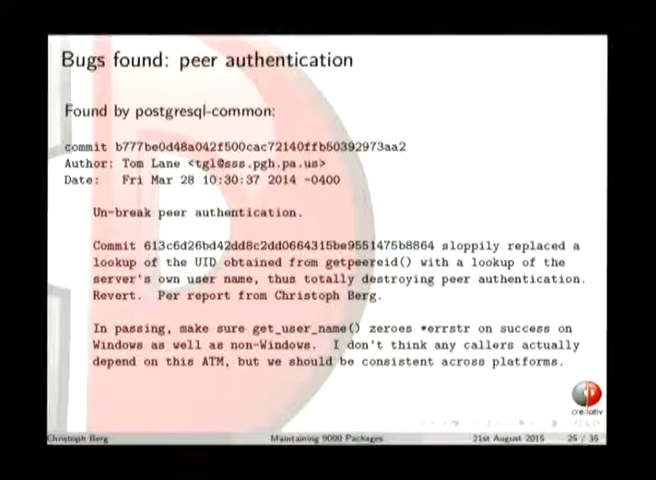 Bugs found: peer authentication
Found by postgresql-common:
commit b777be0d48a042f500cac72140ffb50392973aa2
Author: Tom Lane <tgl@sss.pgh.pa.us>
Date: Fri Mar 28 10:30:37 2014 -0400
Un-break peer authentication.
Commit 613c6d26bd42dd8c2dd0664315be9551475b8864 sloppily replaced a
lookup of the UID obtained from getpeereid() with a lookup of the
server's own user name, thus totally destroying peer authentication.
Revert. Per report from Christoph Berg.
In passing, make sure get_user_name() zeroes *errstr on success on
Windows as well as non-Windows. I don't think any callers actually
depend on this ATM, but we should be consistent across platforms.
credativ
Christoph Berg Maintaining 9000 Packages 21st August 2015 25 / 35